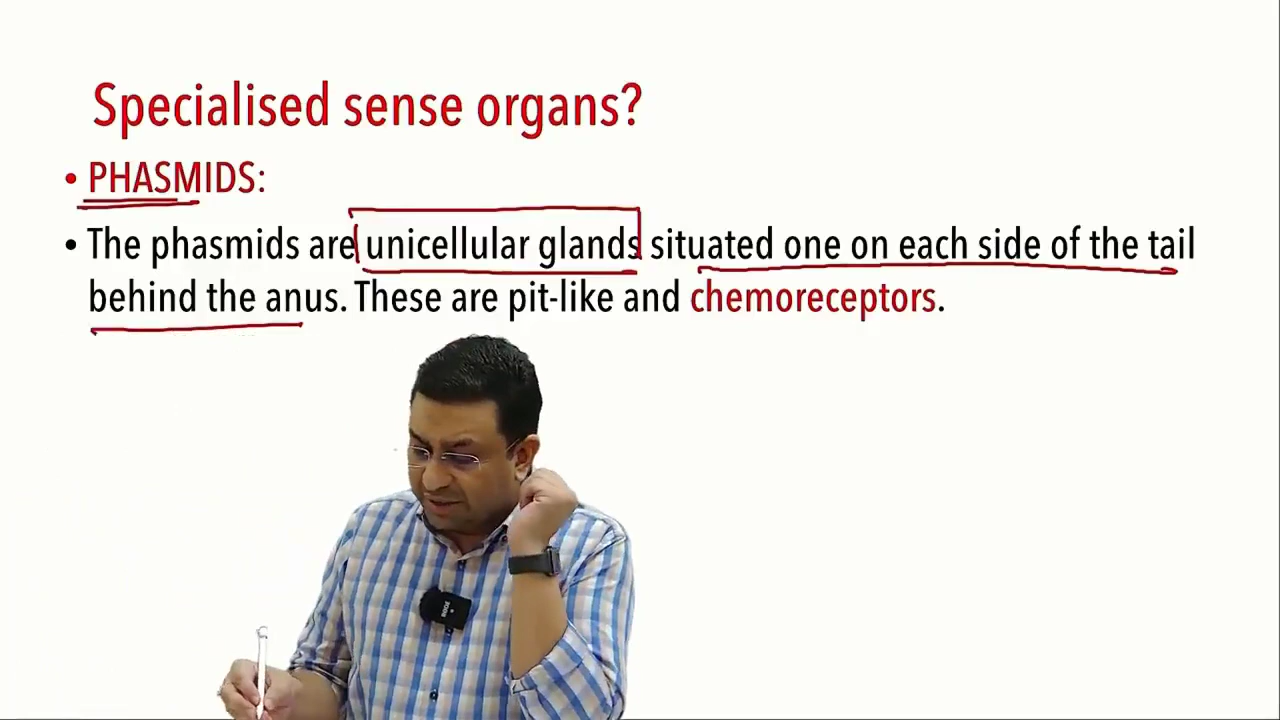 Specialised sense organs?
• PHASMIDS:
• The phasmids are unicellular glands situated one on each side of the tail
behind the anus. These are pit-like and chemoreceptors.
RODE